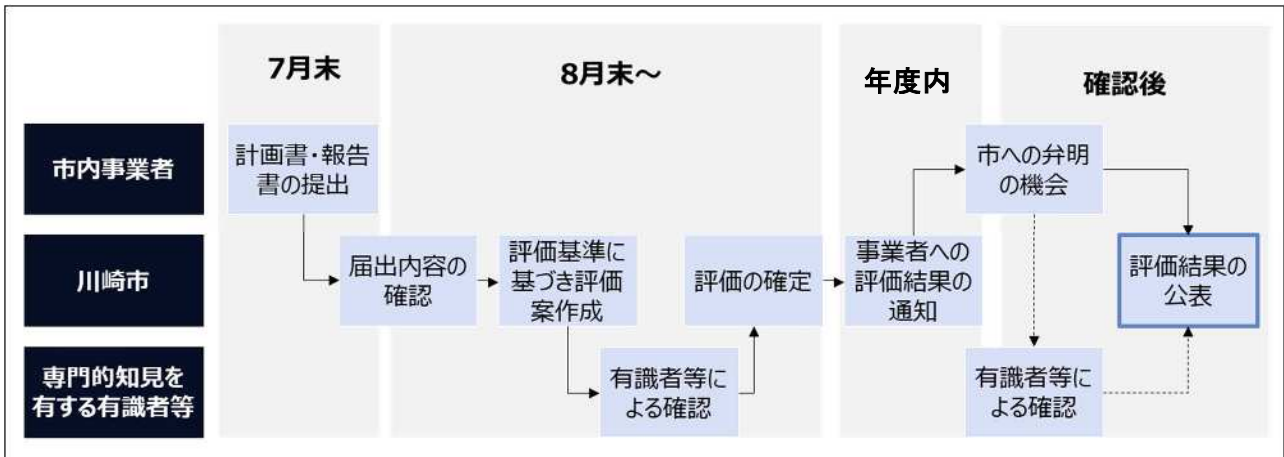 7月末
8月末～
年度内
確認後
市内事業者
計画書・報告
書の提出
市への弁明
の機会
川崎市
届出内容の
確認
評価基準に
基づき評価
案作成
評価の確定
事業者への
評価結果の
通知
評価結果の
公表
専門的知見を
有する有識者等
有識者等に
よる確認
有識者等に
よる確認